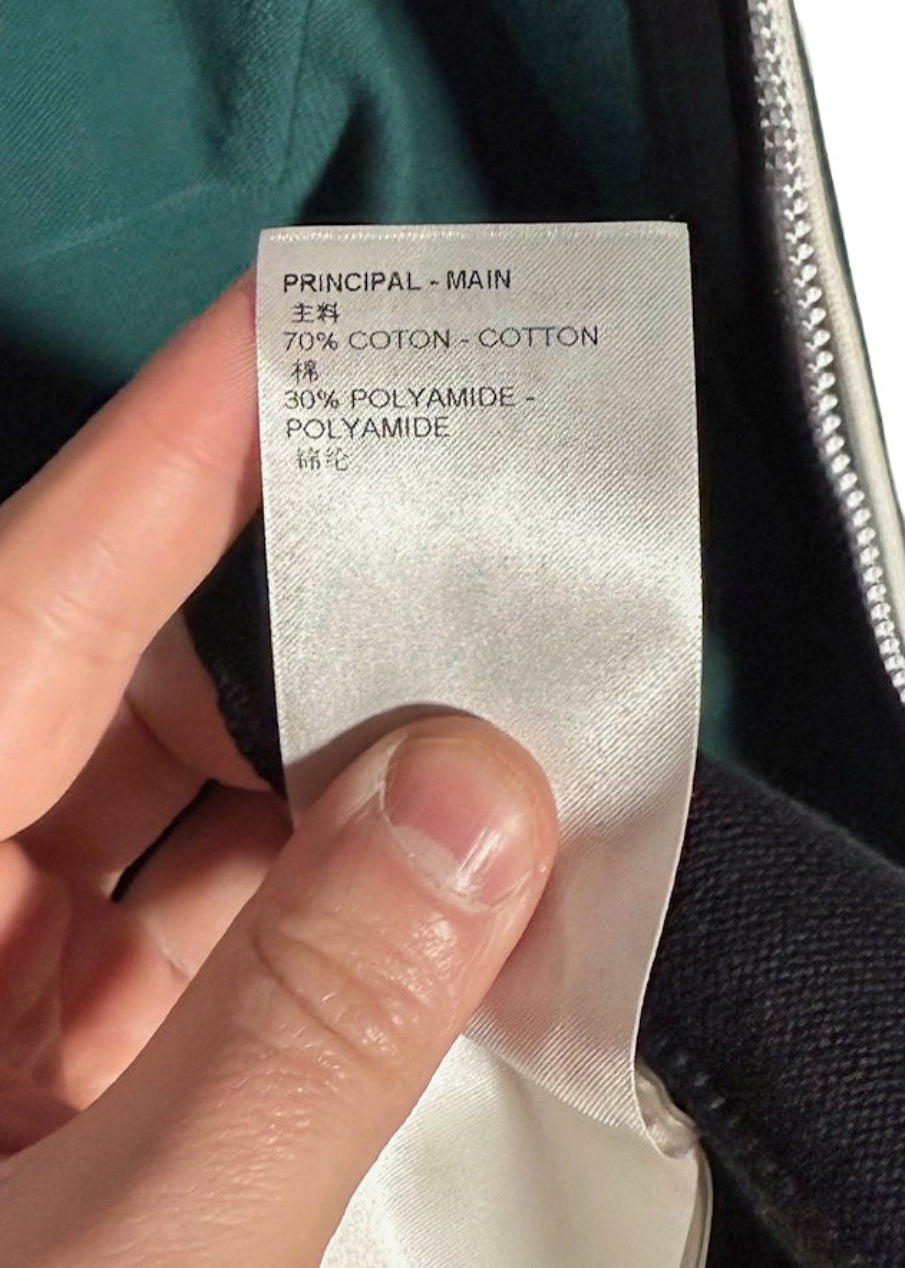 PRINCIPAL - MAIN
主料
70% COTON - COTTON
棉
30% POLYAMIDE -
POLYAMIDE
锦纶